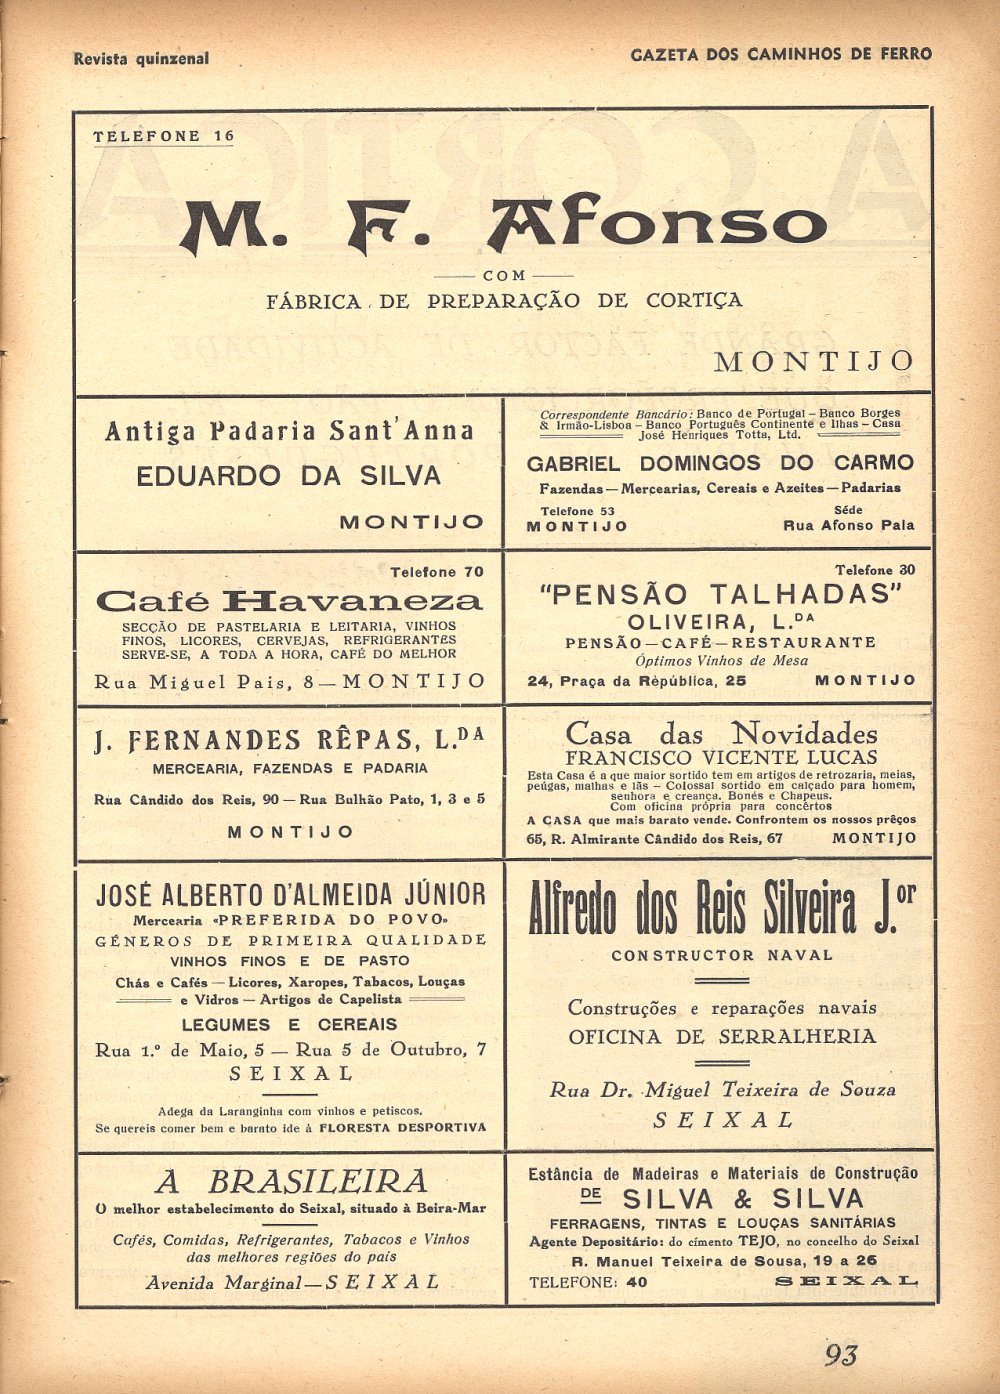 Revista quinzenal
GAZETA DOS CAMINHOS DE FERRO
TELEFONE 16
M. F. Afonso
COM
FÁBRICA DE PREPARAÇÃO DE CORTIÇA
MONTIJO
Antiga Padaria Sant'Anna
EDUARDO DA SILVA
MONTIJO
Correspondente Bancário: Banco de Portugal – Banco Borges
& Irmão-Lisboa – Banco Português Continente e Ilhas – Casa
José Henriques Totta, Ltd.
GABRIEL DOMINGOS DO CARMO
Fazendas — Mercearias, Cereais e Azeites — Padarias
Telefone 53
MONTIJO
Séde
Rua Afonso Pala
Telefone 70
Café Havaneza
SECÇÃO DE PASTELARIA E LEITARIA, VINHOS
FINOS, LICORES, CERVEJAS, REFRIGERANTES
SERVE-SE, A TODA A HORA, CAFÉ DO MELHOR
Rua Miguel Pais, 8 — MONTIJO
Telefone 30
"PENSÃO TALHADAS"
OLIVEIRA, L.DA
PENSÃO — CAFÉ — RESTAURANTE
Óptimos Vinhos de Mesa
24, Praça da Rèpública, 25 MONTIJO
J. FERNANDES RÊPAS, L.DA
MERCEARIA, FAZENDAS E PADARIA
Rua Cândido dos Reis, 90 — Rua Bulhão Pato, 1, 3 e 5
MONTIJO
Casa das Novidades
FRANCISCO VICENTE LUCAS
Esta Casa é a que maior sortido tem em artigos de retrozaria, meias,
peúgas, malhas e lãs – Colossal sortido em calçado para homem,
senhora e creança. Bonés e Chapeus.
Com oficina própria para concêrtos
A CASA que mais barato vende. Confrontem os nossos prêços
65, R. Almirante Cândido dos Reis, 67 MONTIJO
JOSÉ ALBERTO D'ALMEIDA JÚNIOR
Mercearia «PREFERIDA DO POVO»
GÉNEROS DE PRIMEIRA QUALIDADE
VINHOS FINOS E DE PASTO
Chás e Cafés — Licores, Xaropes, Tabacos, Louças
e Vidros — Artigos de Capelista
LEGUMES E CEREAIS
Rua 1.º de Maio, 5 — Rua 5 de Outubro, 7
SEIXAL
Adega da Laranginha com vinhos e petiscos.
Se quereis comer bem e barato ide à FLORESTA DESPORTIVA
Alfredo dos Reis Silveira J.or
CONSTRUCTOR NAVAL
Construções e reparações navais
OFICINA DE SERRALHERIA
Rua Dr. Miguel Teixeira de Souza
SEIXAL
A BRASILEIRA
O melhor estabelecimento do Seixal, situado à Beira-Mar
Cafés, Comidas, Refrigerantes, Tabacos e Vinhos
das melhores regiões do país
Avenida Marginal — SEIXAL
Estância de Madeiras e Materiais de Construção
DE SILVA & SILVA
FERRAGENS, TINTAS E LOUÇAS SANITÁRIAS
Agente Depositário: do cimento TEJO, no concelho do Seixal
R. Manuel Teixeira de Sousa, 19 a 26
TELEFONE: 40 SEIXAL
93